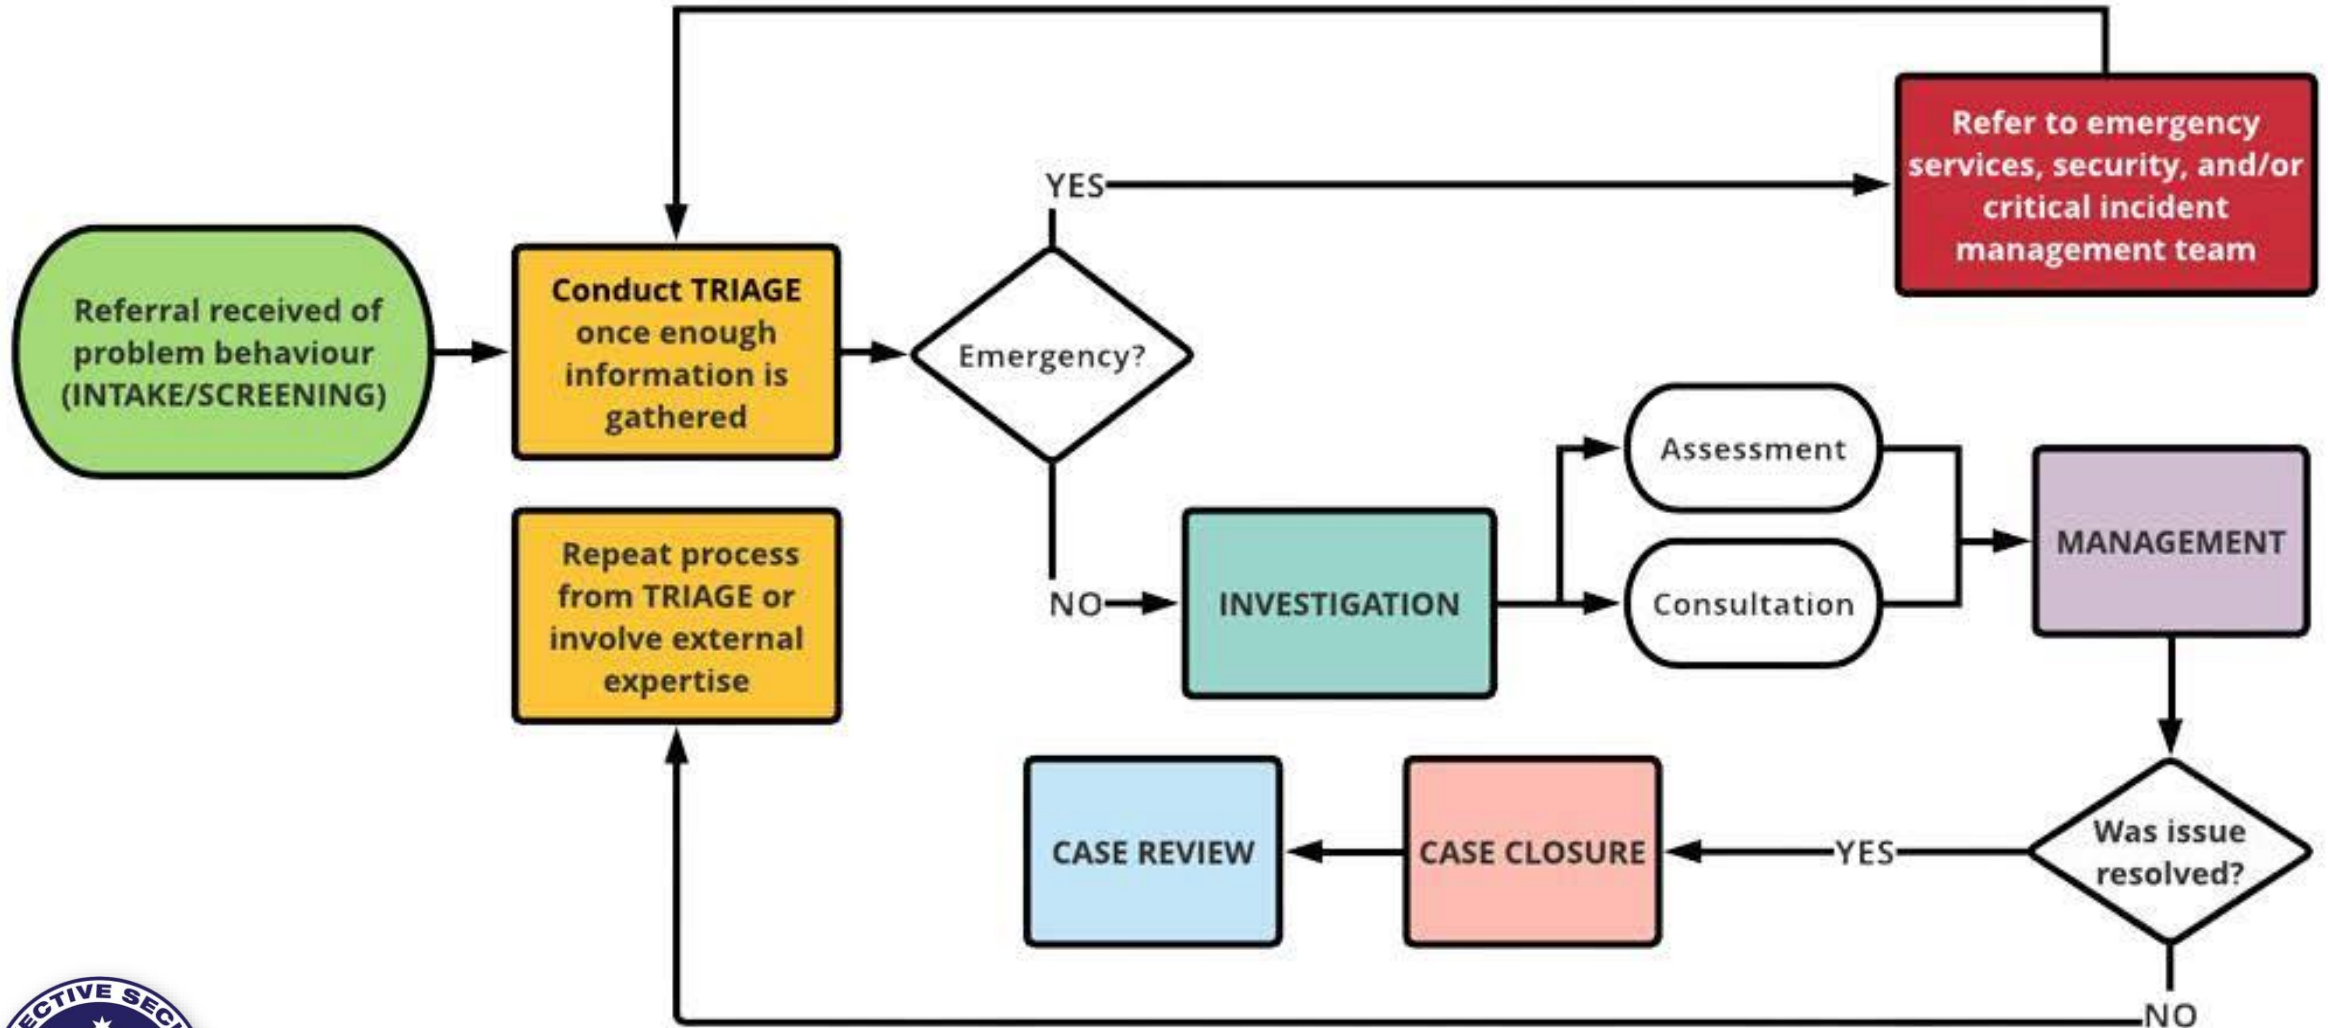 Referral received of
problem behaviour
(INTAKE/SCREENING)
Conduct TRIAGE
once enough
information is
gathered
Emergency?
YES
Refer to emergency
services, security, and/or
critical incident
management team
NO
INVESTIGATION
Assessment
Consultation
MANAGEMENT
Was issue
resolved?
YES
CASE CLOSURE
CASE REVIEW
NO
Repeat process
from TRIAGE or
involve external
expertise